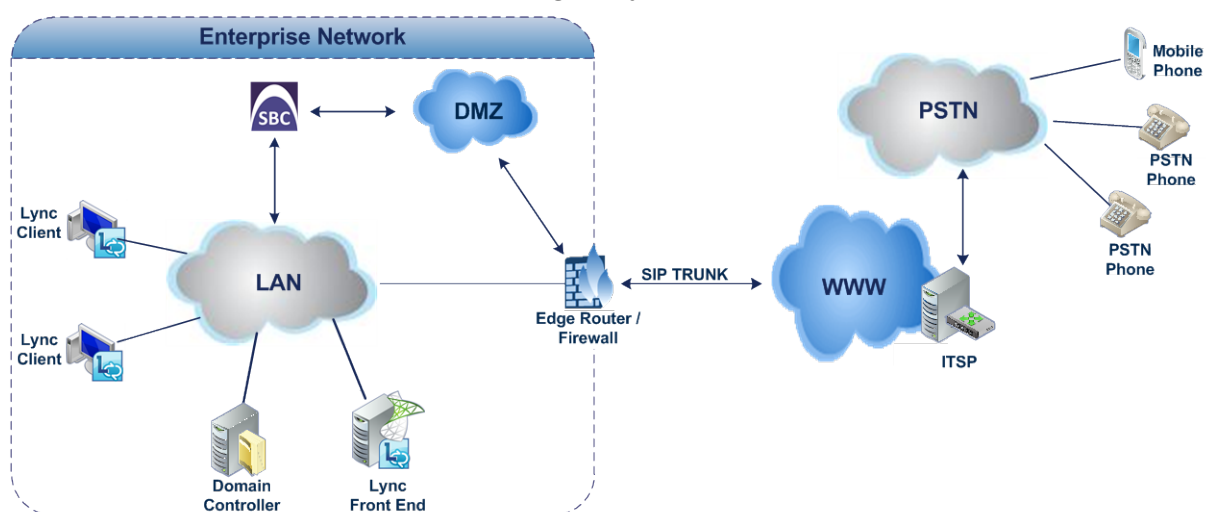 Enterprise Network
SBC
DMZ
Lync
Client
LAN
Lync
Client
Domain
Controller
Lync
Front End
Edge Router /
Firewall
SIP TRUNK
WWW
ITSP
PSTN
Mobile
Phone
PSTN
Phone
PSTN
Phone